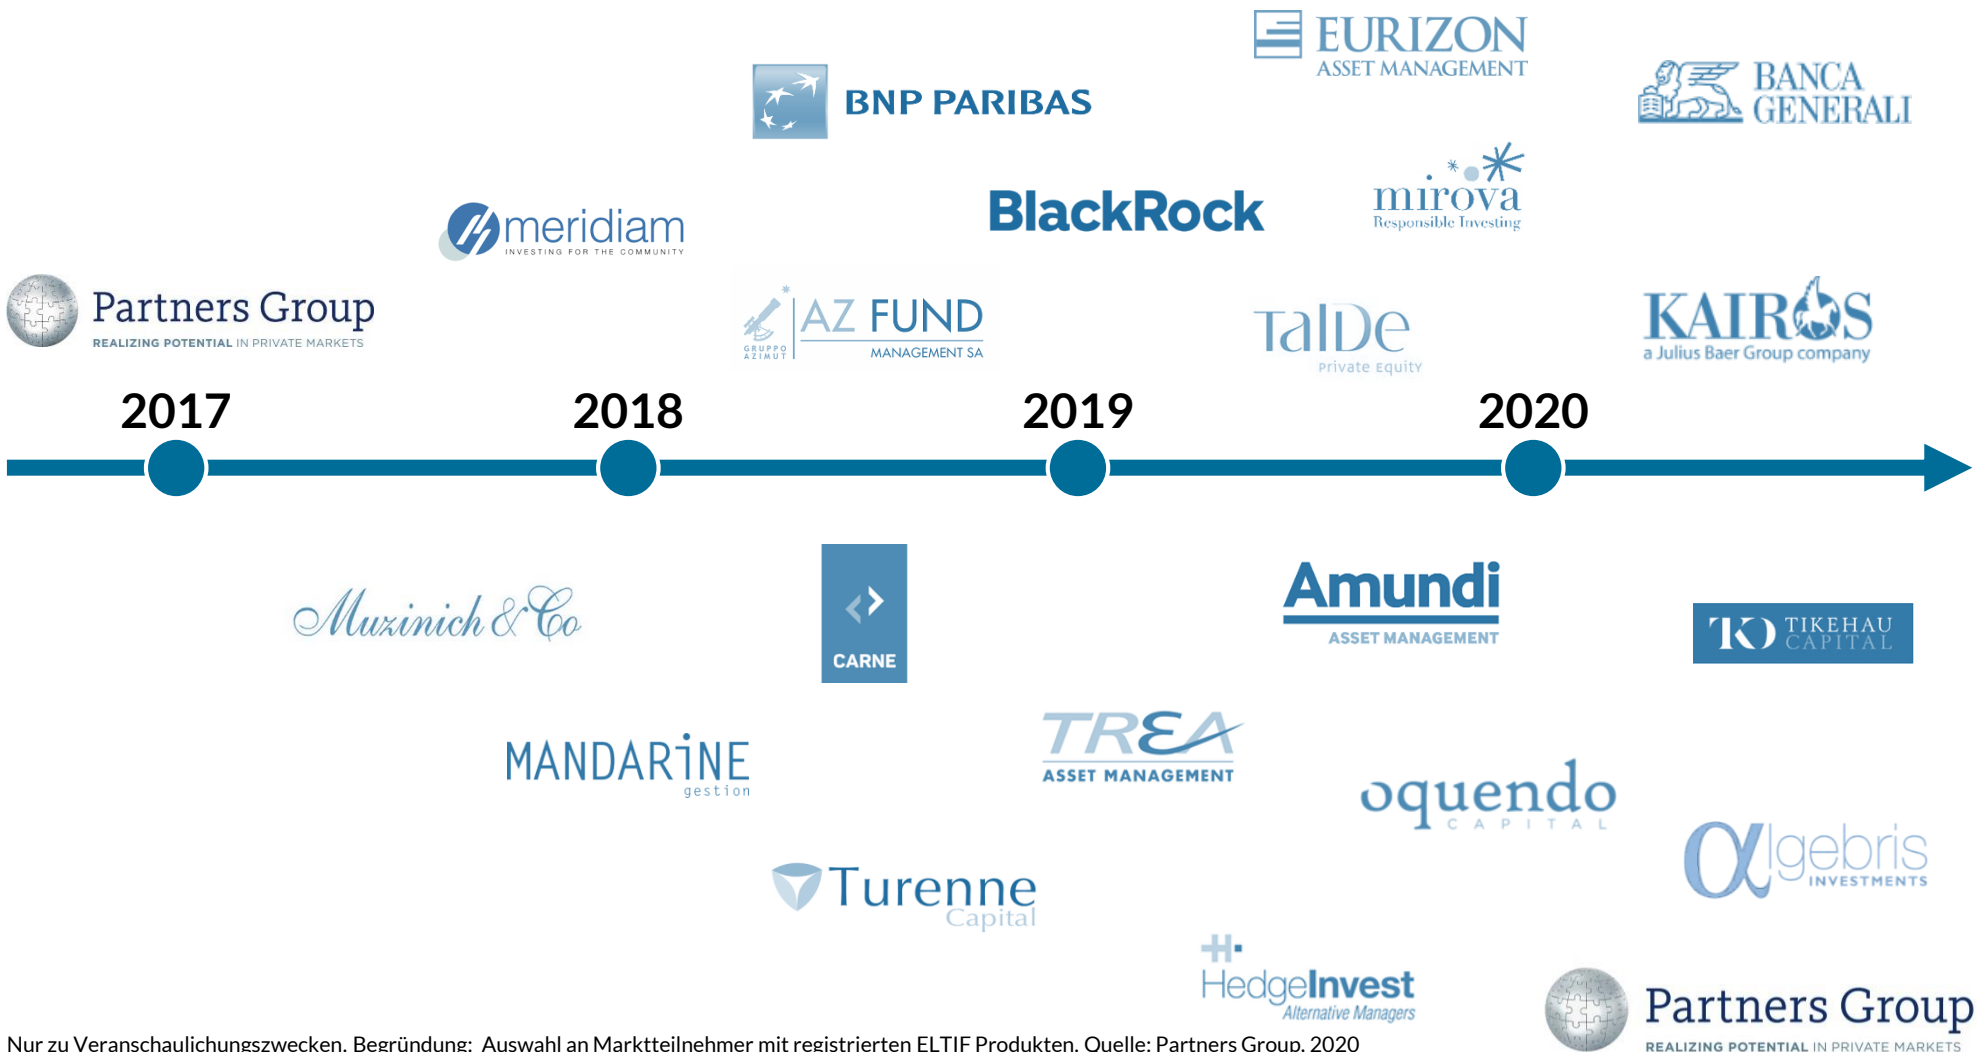 EURIZON
ASSET MANAGEMENT
BANCA
GENERALI
BNP PARIBAS
mirova
Responsible Investing
BlackRock
meridiam
INVESTING FOR THE COMMUNITY
Partners Group
REALIZING POTENTIAL IN PRIVATE MARKETS
GRUPPO
AZIMUT
AZ FUND
MANAGEMENT SA
TalDe
Private Equity
KAIROS
a Julius Baer Group company
2017
2018
2019
2020
Muzinich & Co
CARNE
Amundi
ASSET MANAGEMENT
TIKEHAU
CAPITAL
MANDARiNE
gestion
TREA
ASSET MANAGEMENT
oquendo
CAPITAL
αlgebris
INVESTMENTS
Turenne
Capital
HedgeInvest
Alternative Managers
Partners Group
REALIZING POTENTIAL IN PRIVATE MARKETS
Nur zu Veranschaulichungszwecken. Begründung: Auswahl an Marktteilnehmer mit registrierten ELTIF Produkten. Quelle: Partners Group, 2020